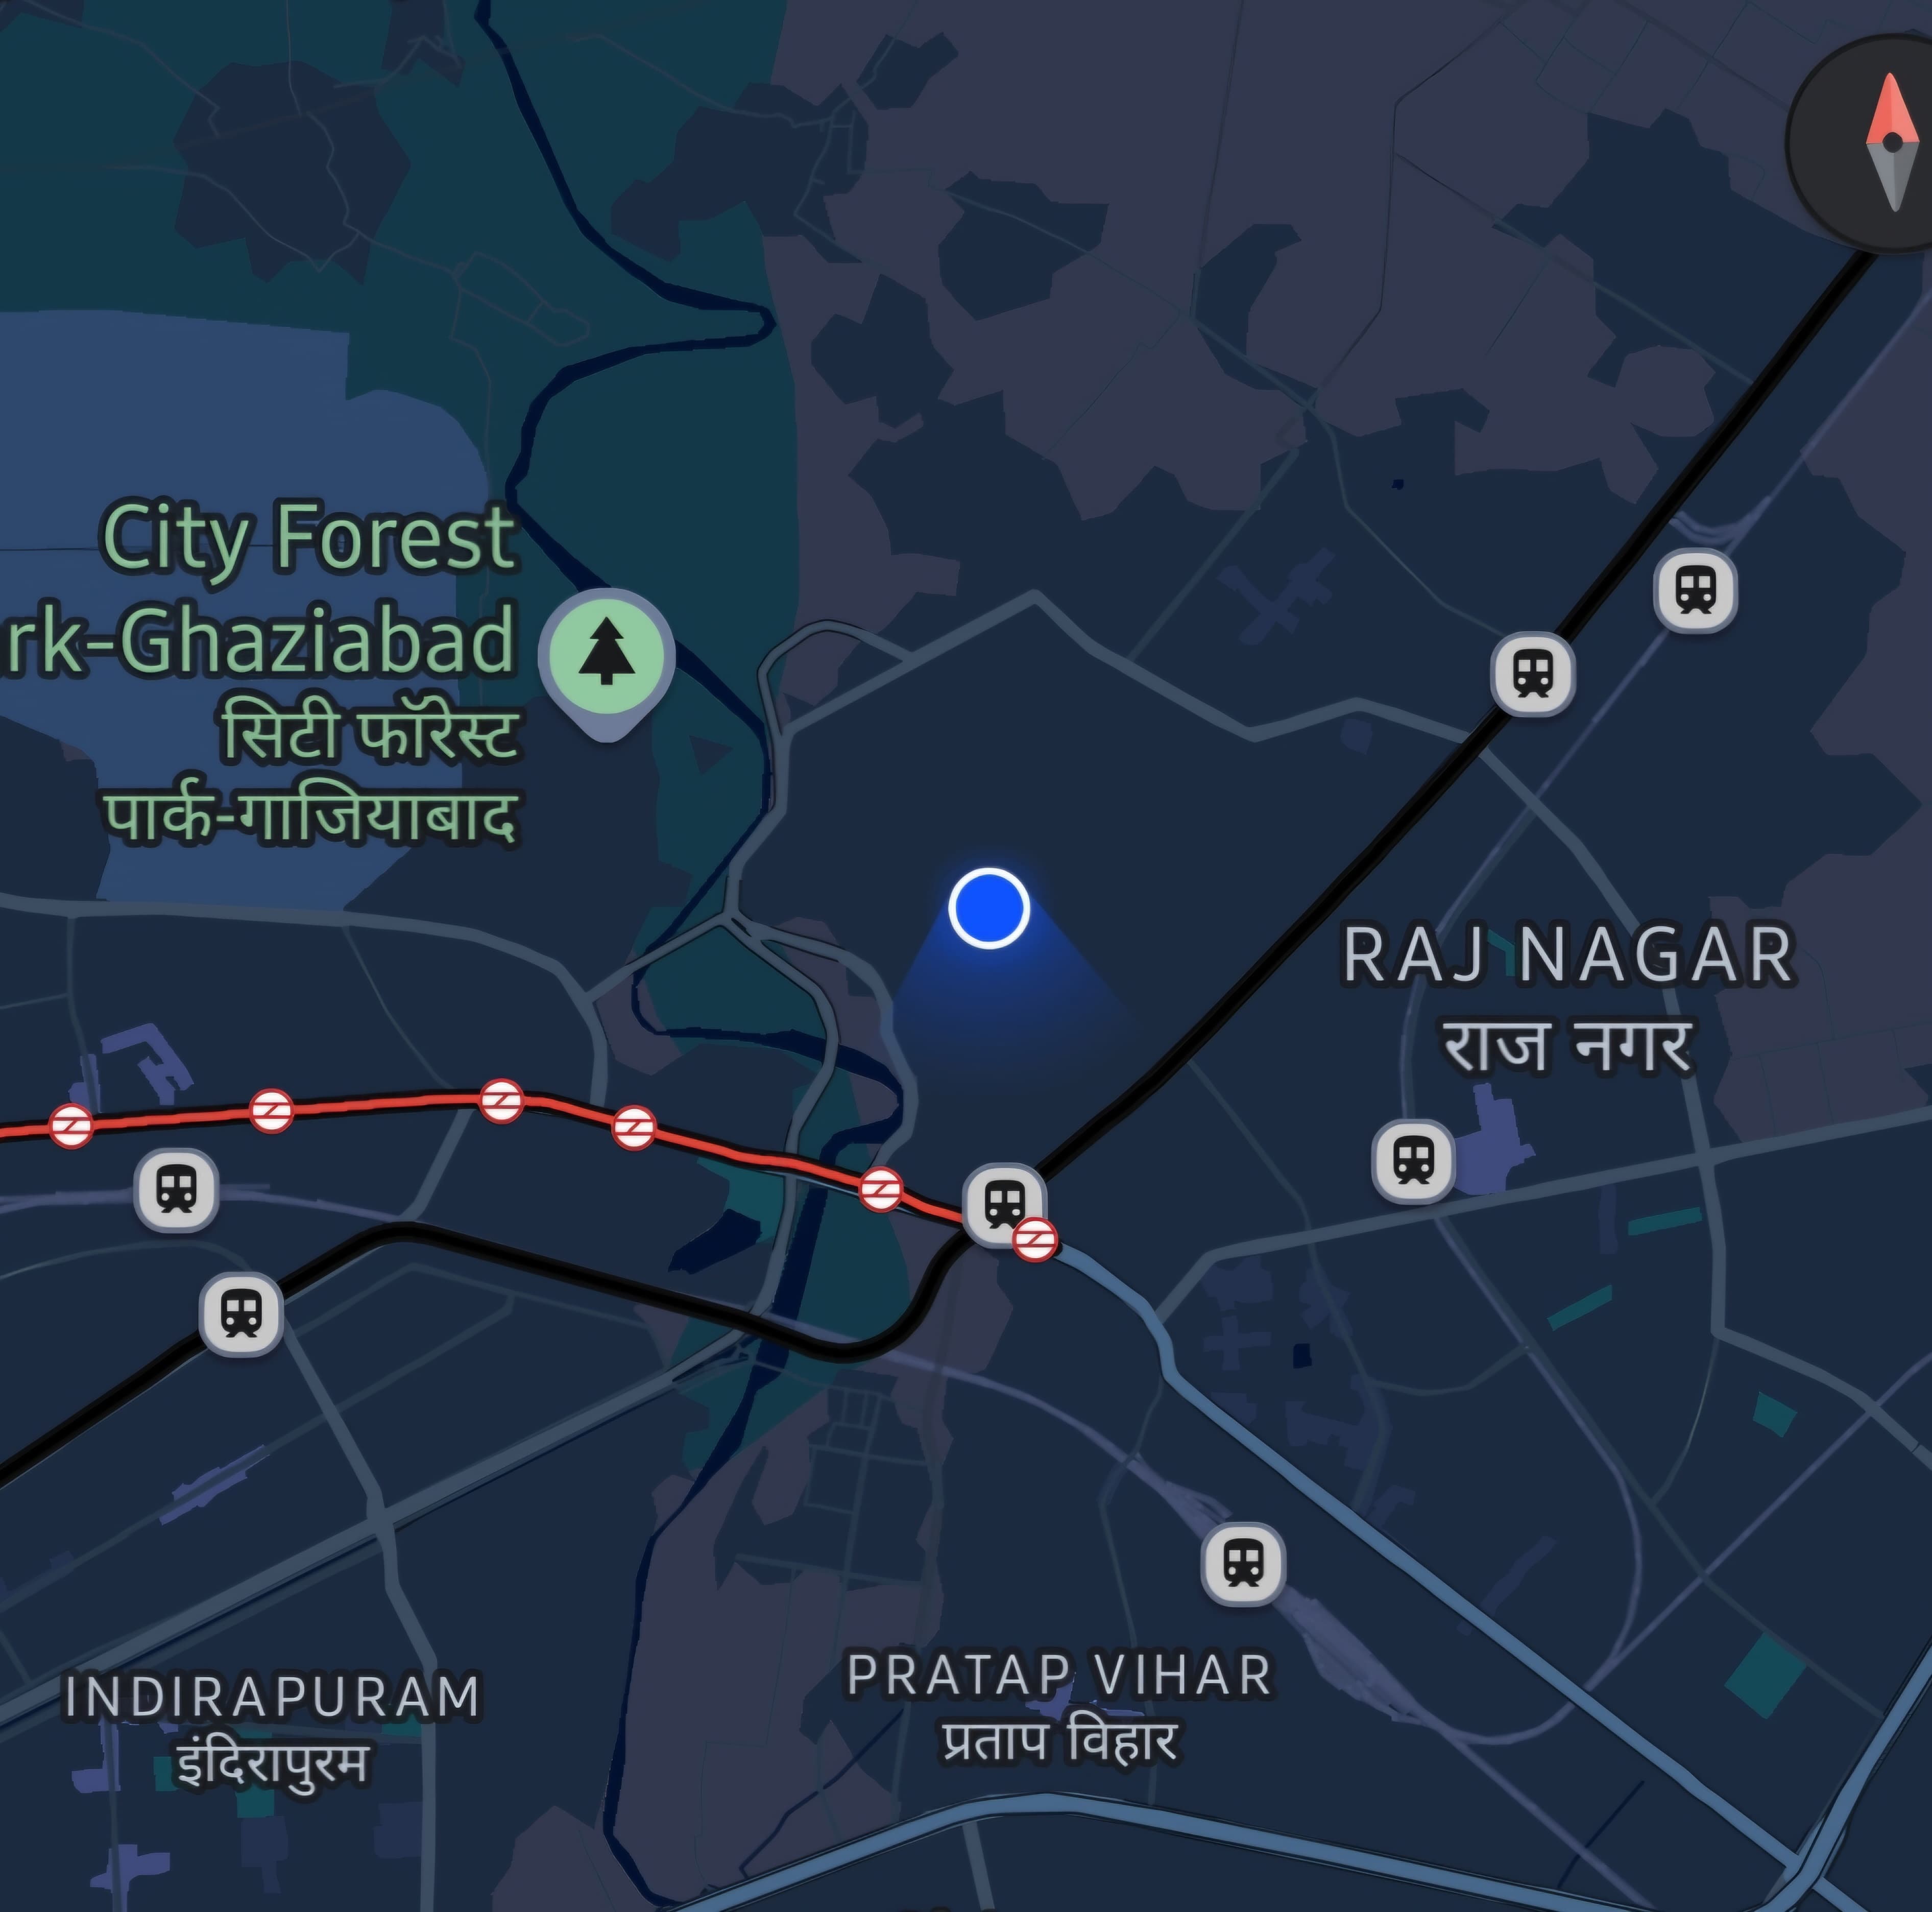 City Forest
rk-Ghaziabad
सिटी फॉरेस्ट
पार्क-गाजियाबाद
RAJ NAGAR
राज नगर
INDIRAPURAM
इंदिरापुरम
PRATAP VIHAR
प्रताप विहार